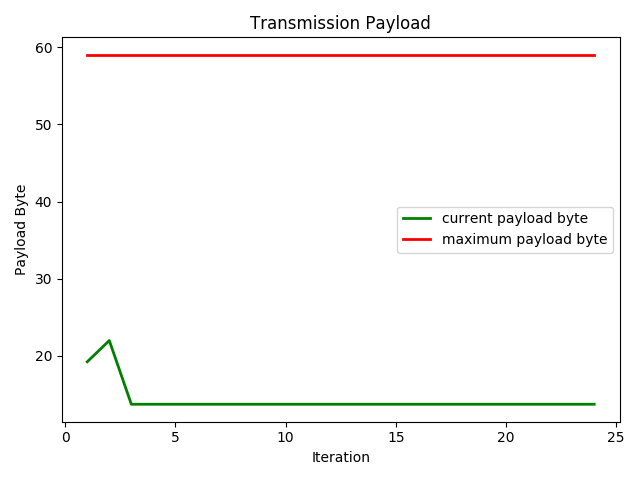 Transmission Payload
60
50
40
30
20
Payload Byte
current payload byte
maximum payload byte
0 5 10 15 20 25
Iteration